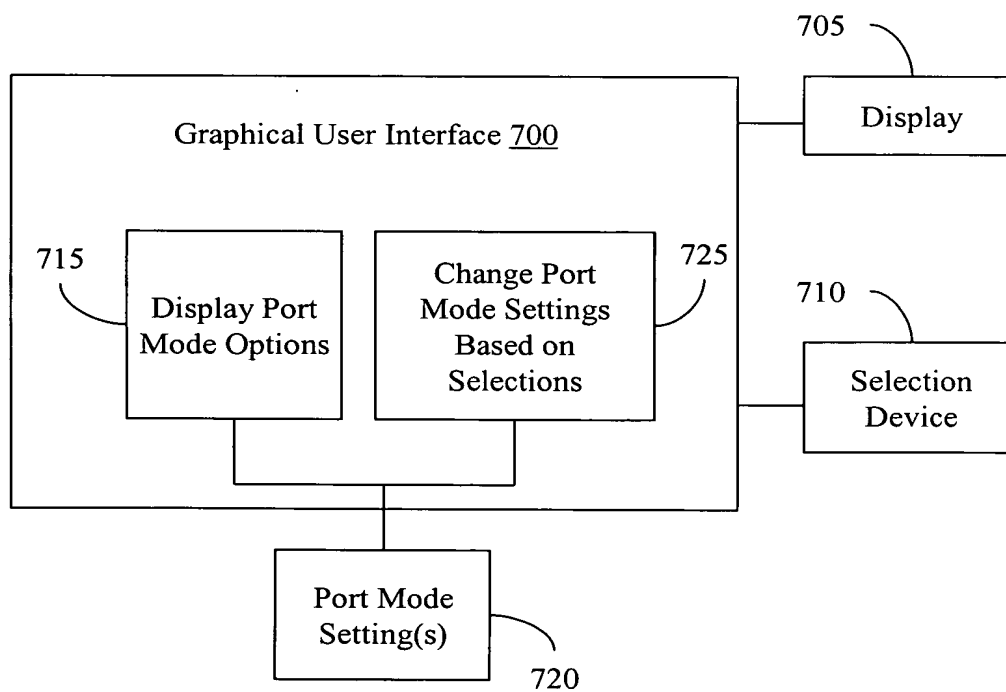 705
Display
Graphical User Interface 700
715
Display Port
Mode Options
Change Port
Mode Settings
Based on
Selections
725
710
Selection
Device
Port Mode
Setting(s)
720